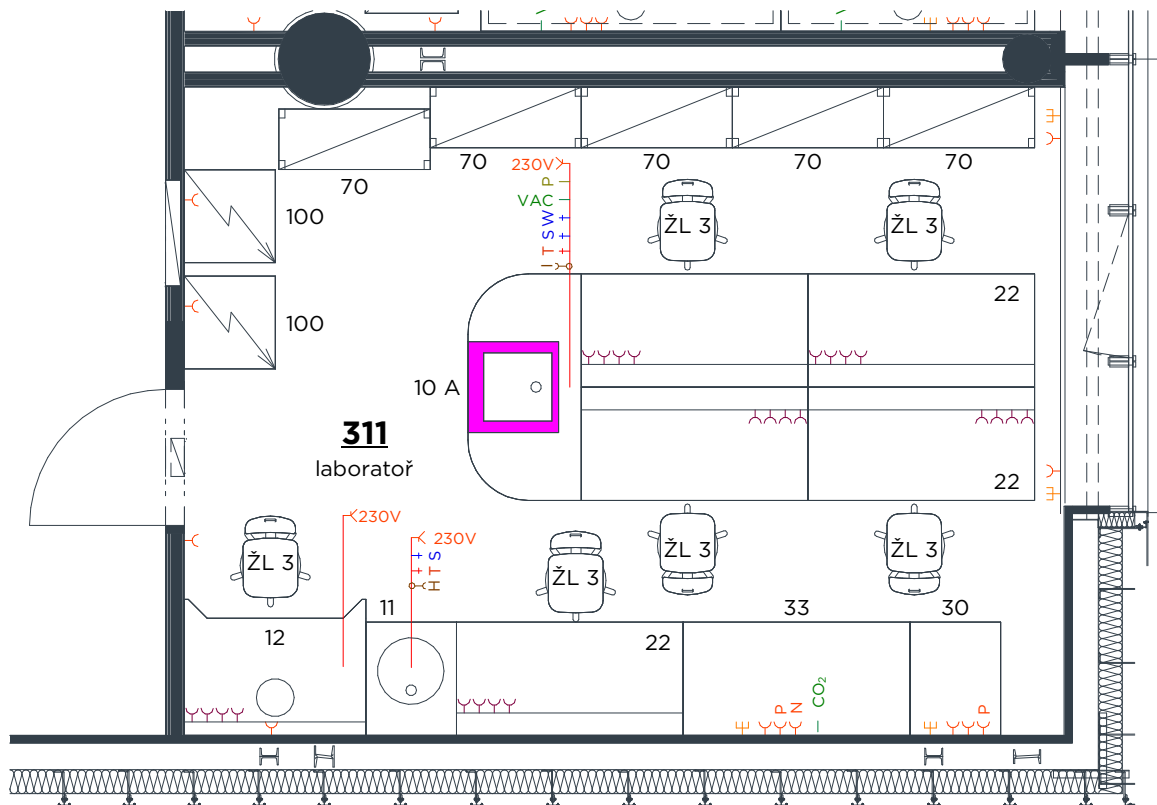 70 70 70 70
70
230V
P
VAC
SW
T
I
100
100
ŽL 3
ŽL 3
22
10 A
311
laboratoř
22
230V
230V
S
T
H
ŽL 3
ŽL 3
ŽL 3
ŽL 3
11
33
30
12
22
E
P
N
CO₂
E
P
E
E
E